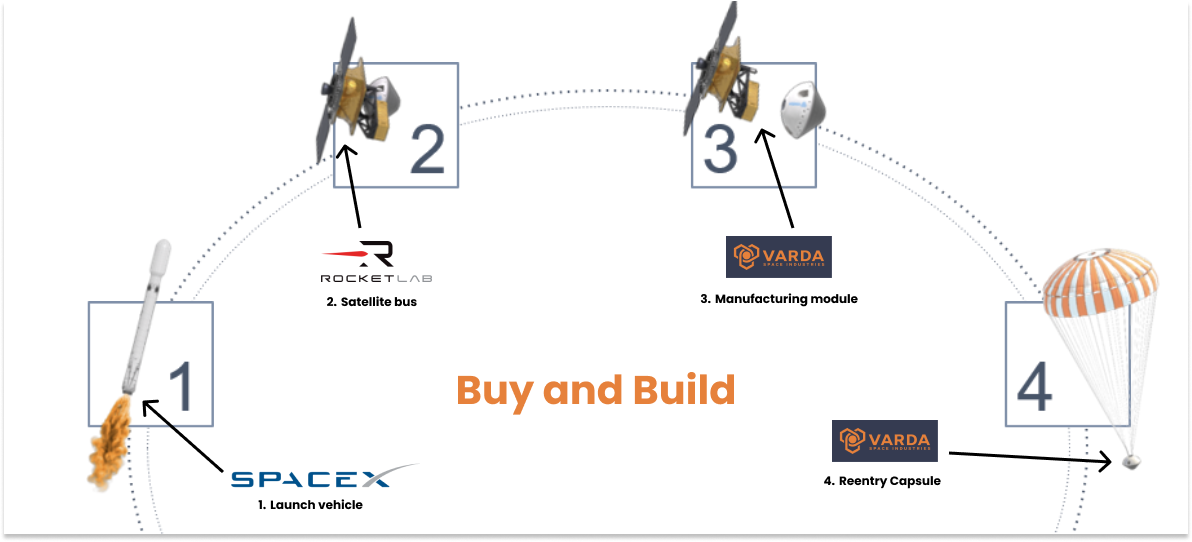 2
3
ROCKETLAB
2. Satellite bus
VARDA
SPACE INDUSTRIES
3. Manufacturing module
1
Buy and Build
4
SPACEX
1. Launch vehicle
VARDA
SPACE INDUSTRIES
4. Reentry Capsule